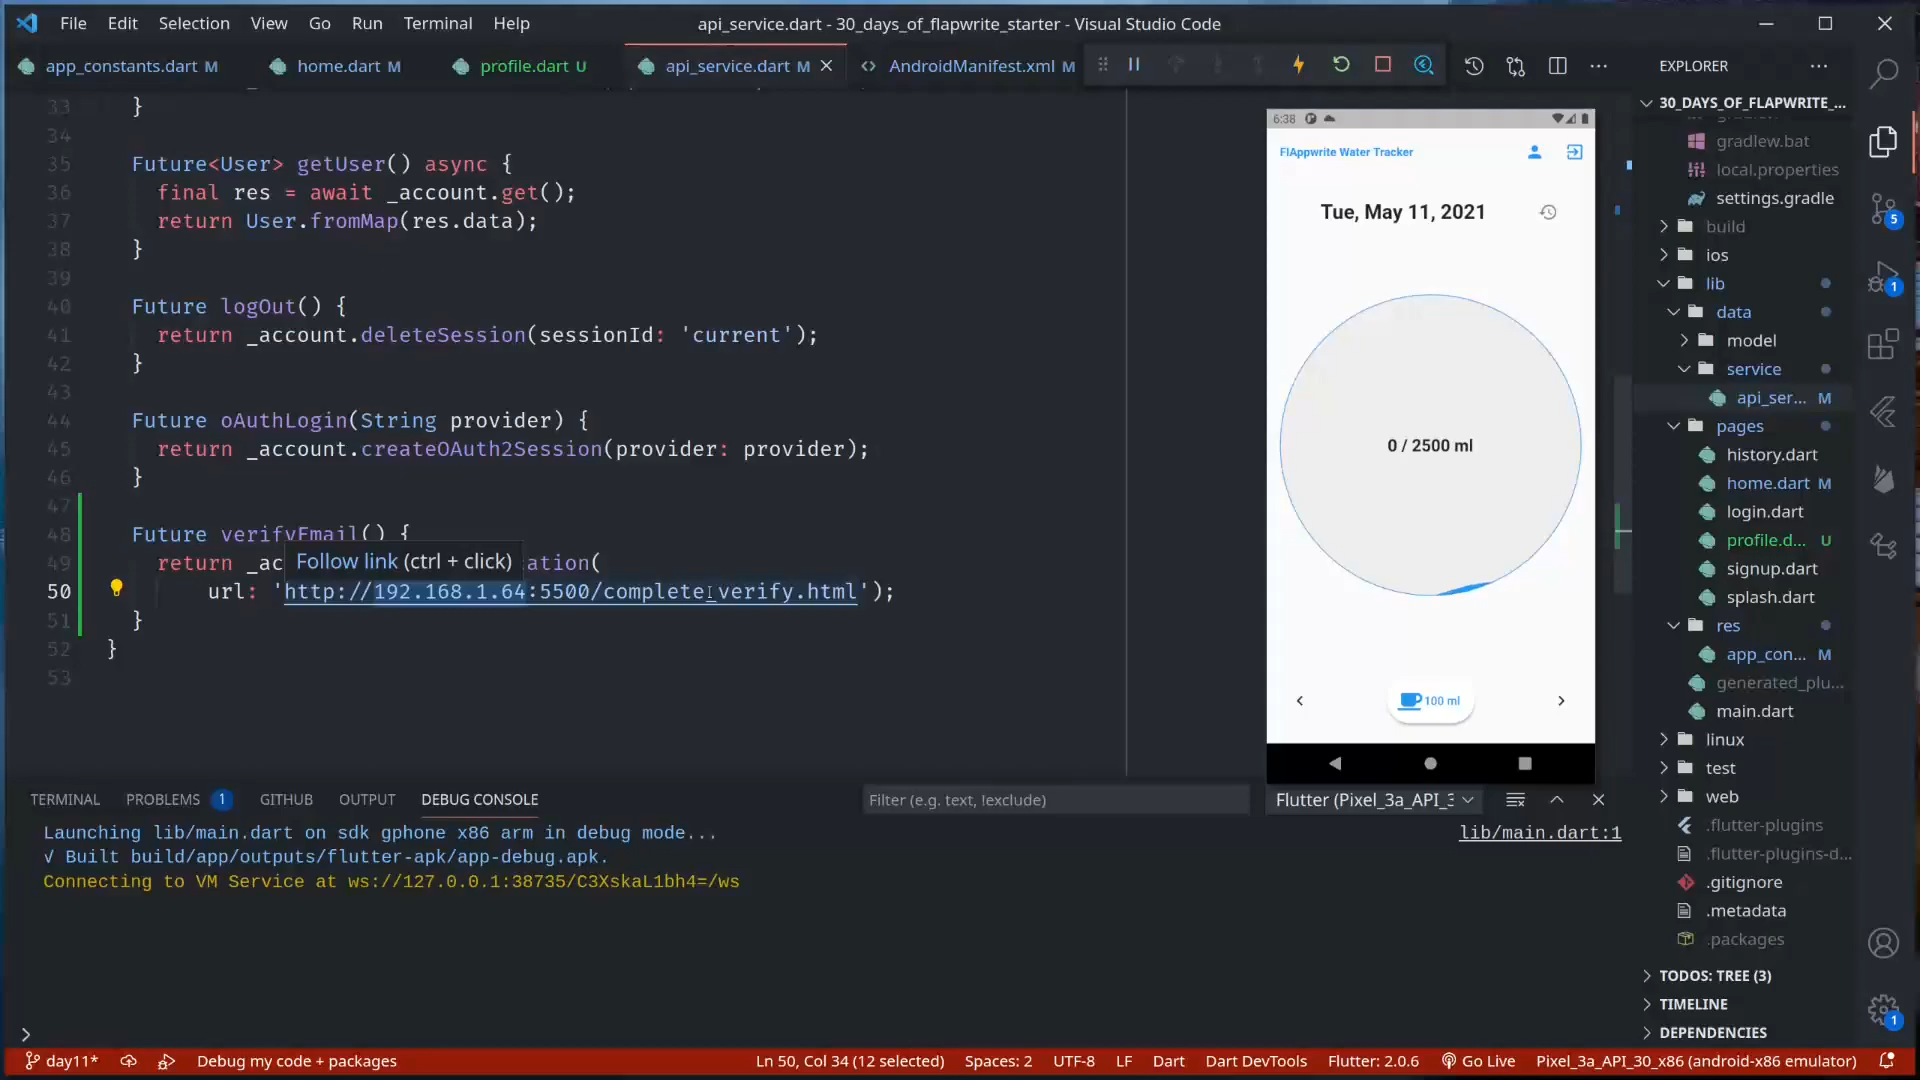 File Edit Selection View Go Run Terminal Help
api_service.dart - 30_days_of_flapwrite_starter - Visual Studio Code
app_constants.dart M
home.dart M
profile.dart U
api_service.dart M
AndroidManifest.xml M
33 }
34
35 Future<User> getUser() async {
36 final res = await _account.get();
37 return User.fromMap(res.data);
38 }
39
40 Future logOut() {
41 return _account.deleteSession(sessionId: 'current');
42 }
43
44 Future oAuthLogin(String provider) {
45 return _account.createOAuth2Session(provider: provider);
46 }
47
48 Future verifyEmail() {
Follow link (ctrl + click)
49 return _ac ation(
50 url: 'http://192.168.1.64:5500/complete_verify.html');
51 }
52 }
53
6:38
FlAppwrite Water Tracker
Tue, May 11, 2021
0 / 2500 ml
100 ml
EXPLORER
30_DAYS_OF_FLAPWRITE_...
gradlew.bat
local.properties
settings.gradle
build
ios
lib
data
model
service
api_ser... M
pages
history.dart
home.dart M
login.dart
profile.d... U
signup.dart
splash.dart
res
app_con... M
generated_plu...
main.dart
linux
test
web
.flutter-plugins
.flutter-plugins-d...
.gitignore
.metadata
.packages
TODOS: TREE (3)
TIMELINE
DEPENDENCIES
5
1
1
TERMINAL PROBLEMS 1 GITHUB OUTPUT DEBUG CONSOLE
Filter (e.g. text, !exclude)
Flutter (Pixel_3a_API_3
Launching lib/main.dart on sdk gphone x86 arm in debug mode...
lib/main.dart:1
√ Built build/app/outputs/flutter-apk/app-debug.apk.
Connecting to VM Service at ws://127.0.0.1:38735/C3XskaL1bh4=/ws
day11* Debug my code + packages
Ln 50, Col 34 (12 selected) Spaces: 2 UTF-8 LF Dart Dart DevTools Flutter: 2.0.6 Go Live Pixel_3a_API_30_x86 (android-x86 emulator)